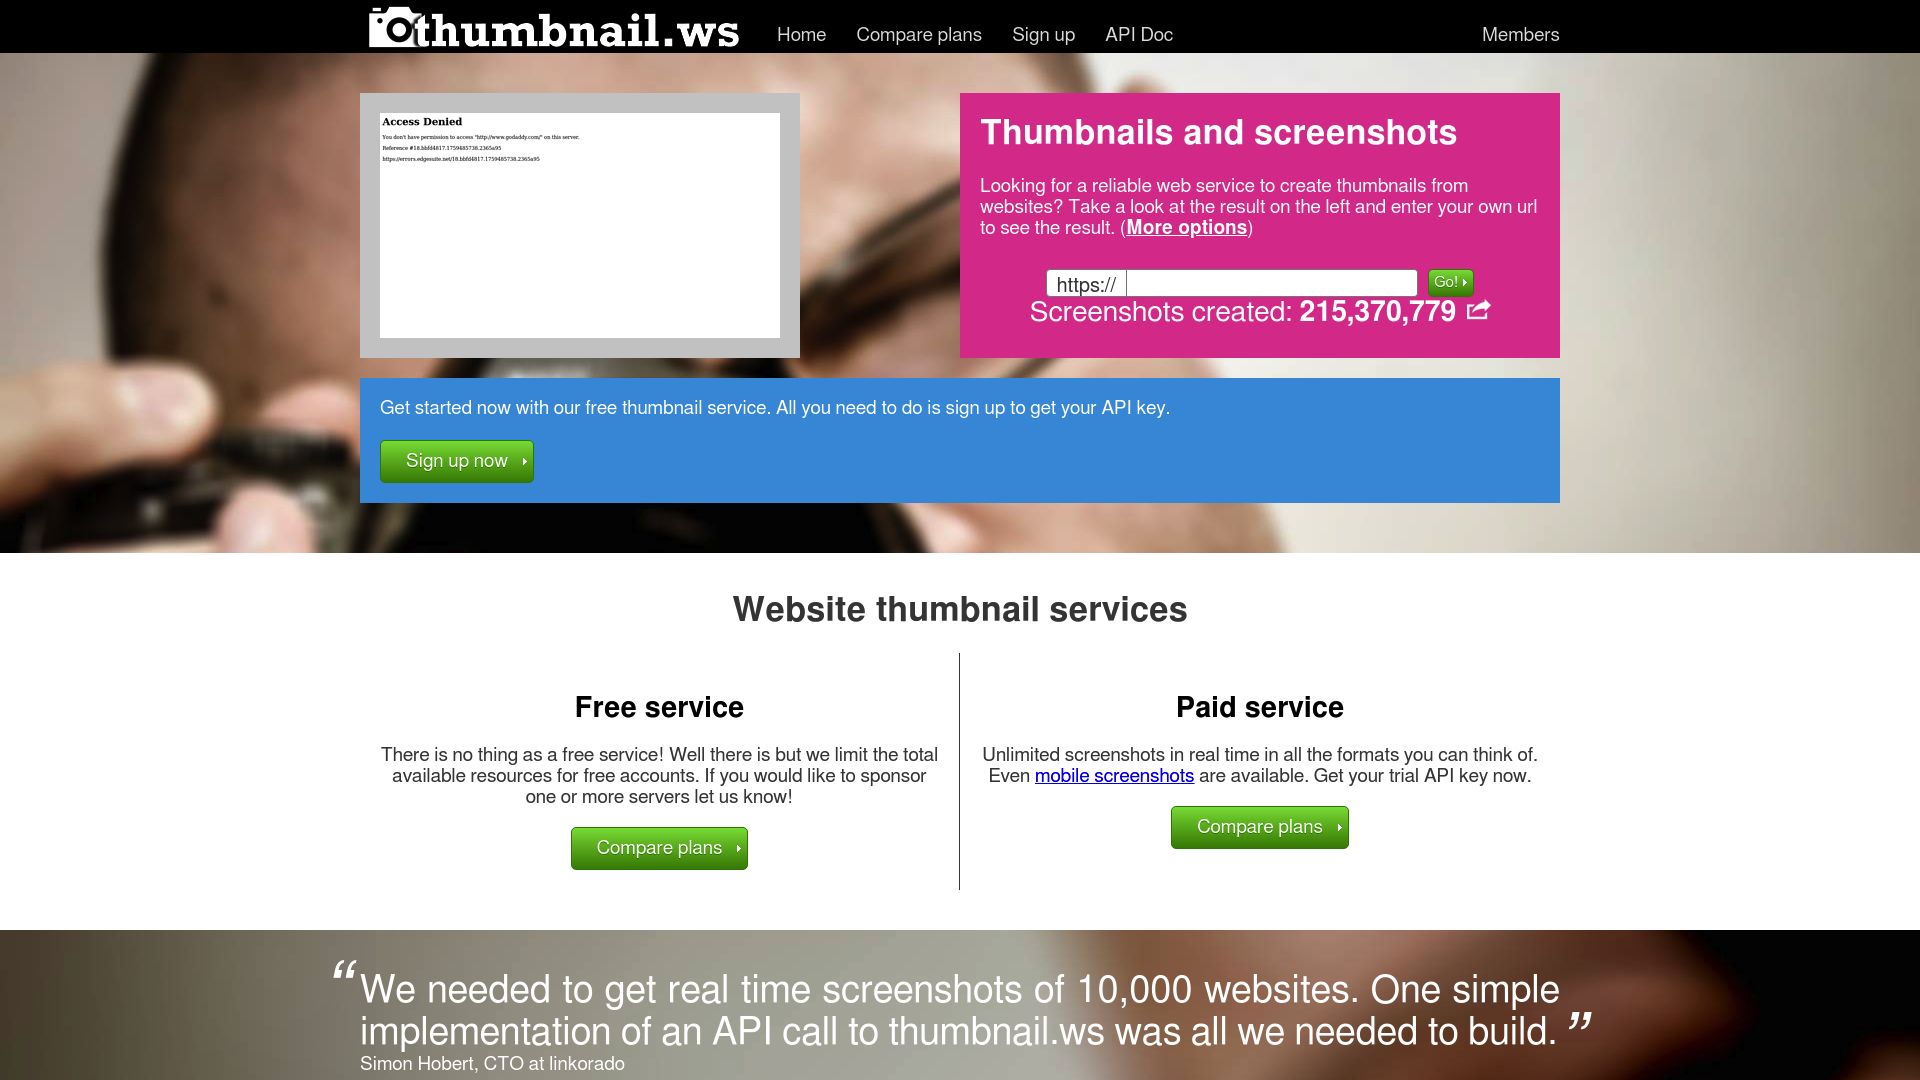 thumbnail.ws
Home
Compare plans
Sign up
API Doc
Members
Access Denied
You don't have permission to access "http://www.godaddy.com/" on this server.
Reference #18.bbfd4817.1759485738.2365a95
https://errors.edgesuite.net/18.bbfd4817.1759485738.2365a95
Thumbnails and screenshots
Looking for a reliable web service to create thumbnails from
websites? Take a look at the result on the left and enter your own url
to see the result. (More options)
https://
Go!
Screenshots created: 215,370,779
Get started now with our free thumbnail service. All you need to do is sign up to get your API key.
Sign up now
Website thumbnail services
Free service
There is no thing as a free service! Well there is but we limit the total
available resources for free accounts. If you would like to sponsor
one or more servers let us know!
Compare plans
Paid service
Unlimited screenshots in real time in all the formats you can think of.
Even mobile screenshots are available. Get your trial API key now.
Compare plans
“We needed to get real time screenshots of 10,000 websites. One simple
implementation of an API call to thumbnail.ws was all we needed to build.”
Simon Hobert, CTO at linkorado